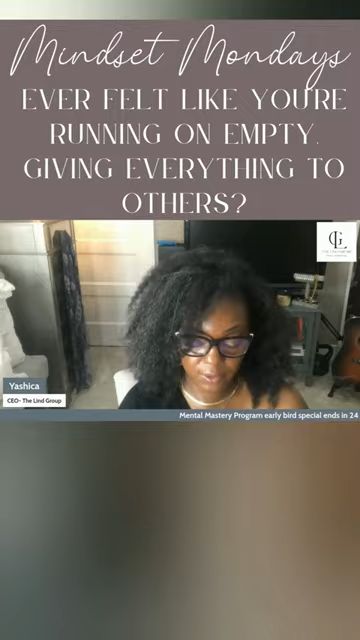 Mindset Mondays
EVER FELT LIKE YOU'RE
RUNNING ON EMPTY,
GIVING EVERYTHING TO
OTHERS?
GL
Yashica
CEO- The Lind Group
Mental Mastery Program early bird special ends in 24